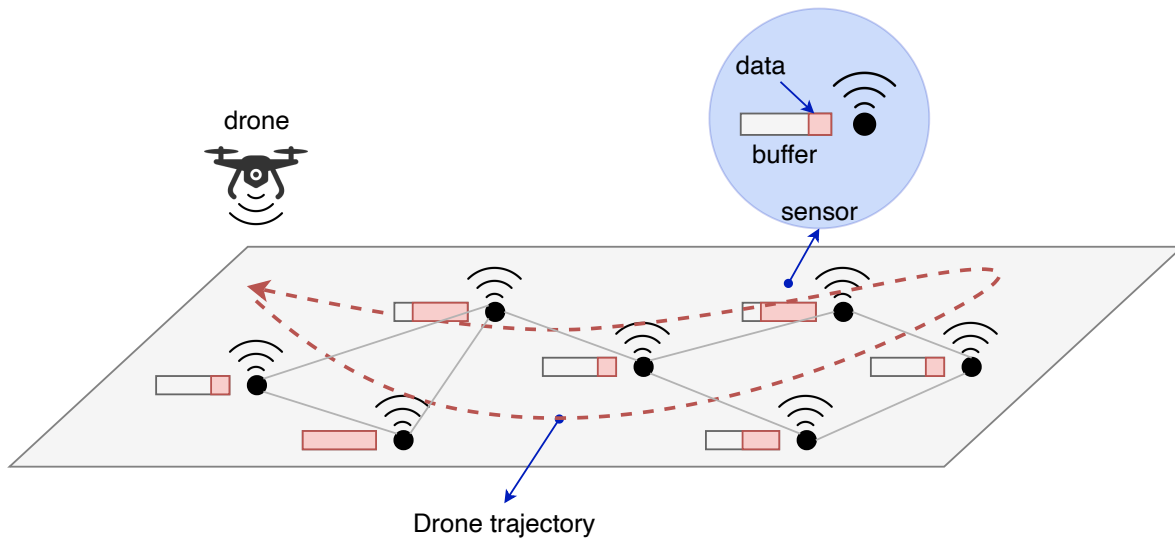 data
drone
buffer
sensor
Drone trajectory